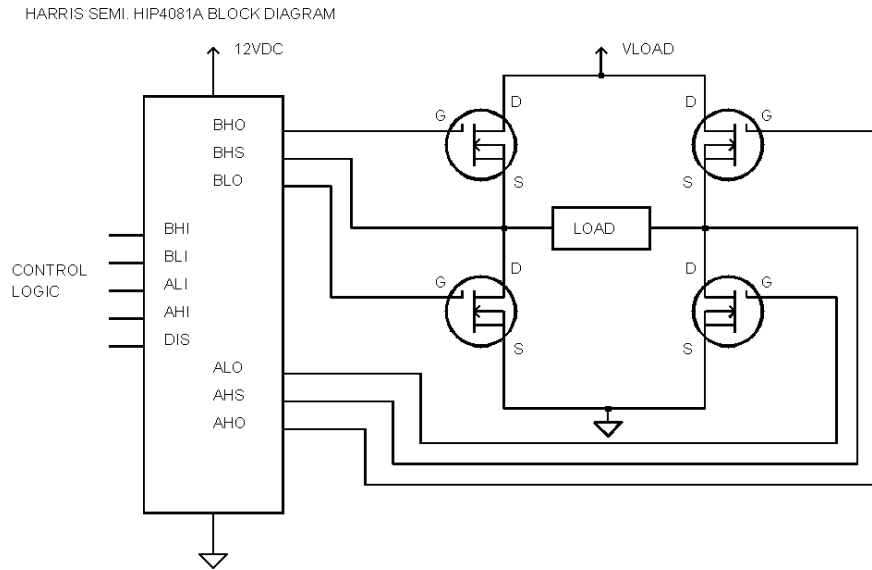 HARRIS SEMI. HIP4081A BLOCK DIAGRAM
12VDC
VLOAD
BHO
BHS
BLO
BHI
BLI
ALI
AHI
DIS
ALO
AHS
AHO
CONTROL
LOGIC
G
D
S
D
G
S
LOAD
G
D
S
D
G
S